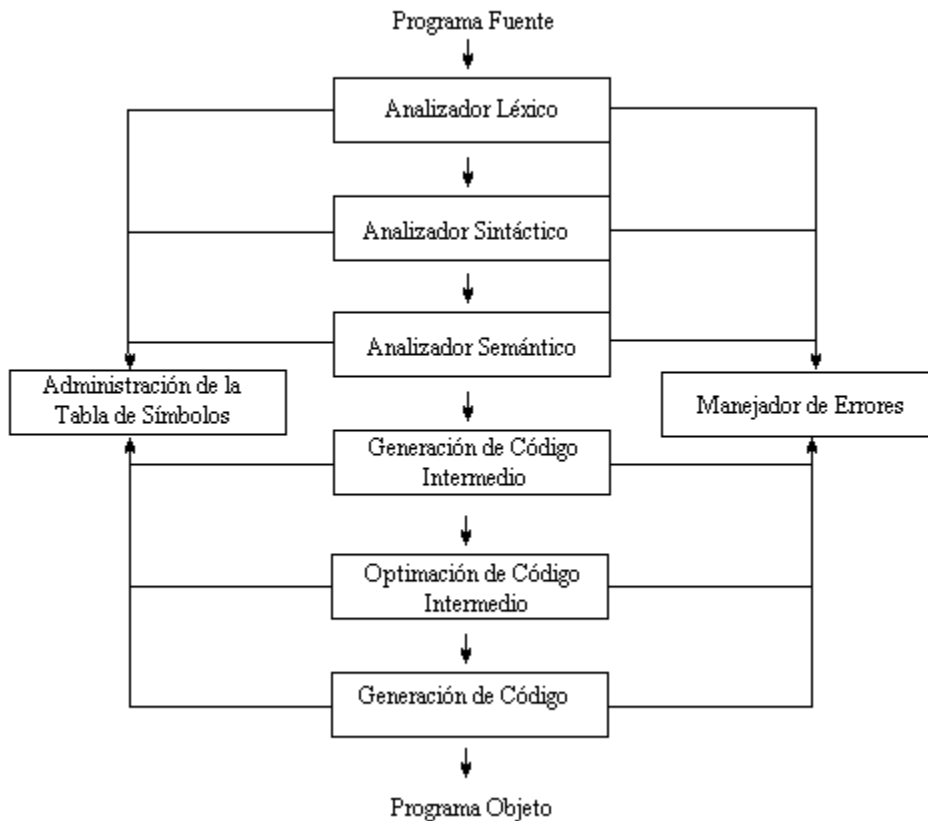 Programa Fuente
Analizador Léxico
Analizador Sintáctico
Analizador Semántico
Administración de la
Tabla de Símbolos
Manejador de Errores
Generación de Código
Intermedio
Optimación de Código
Intermedio
Generación de Código
Programa Objeto